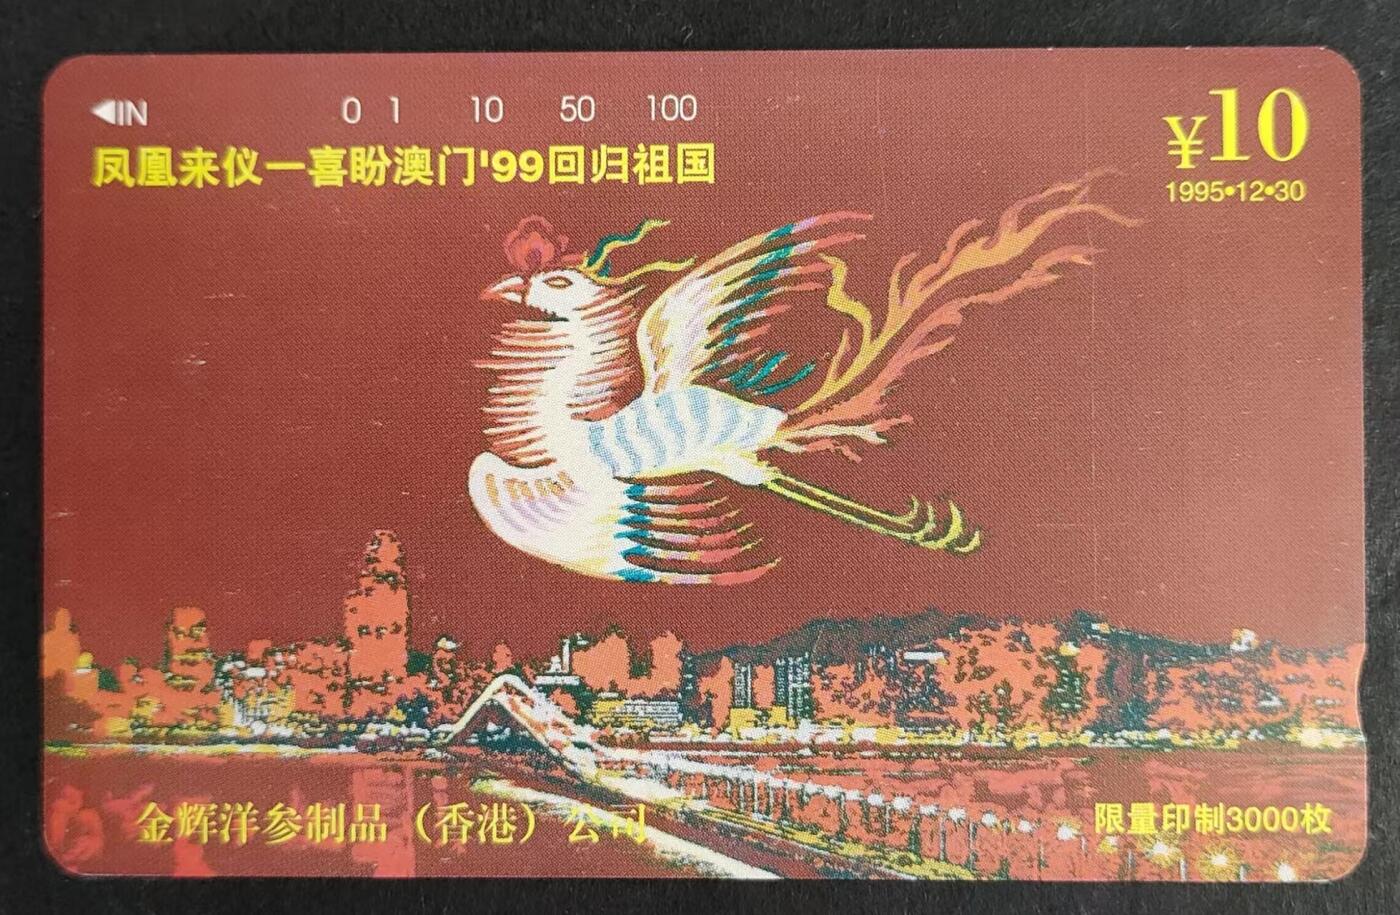 ◀IN 0 1 10 50 100
凤凰来仪一喜盼澳门'99回归祖国
¥10
1995•12•30
金辉洋参制品（香港）公司
限量印制3000枚